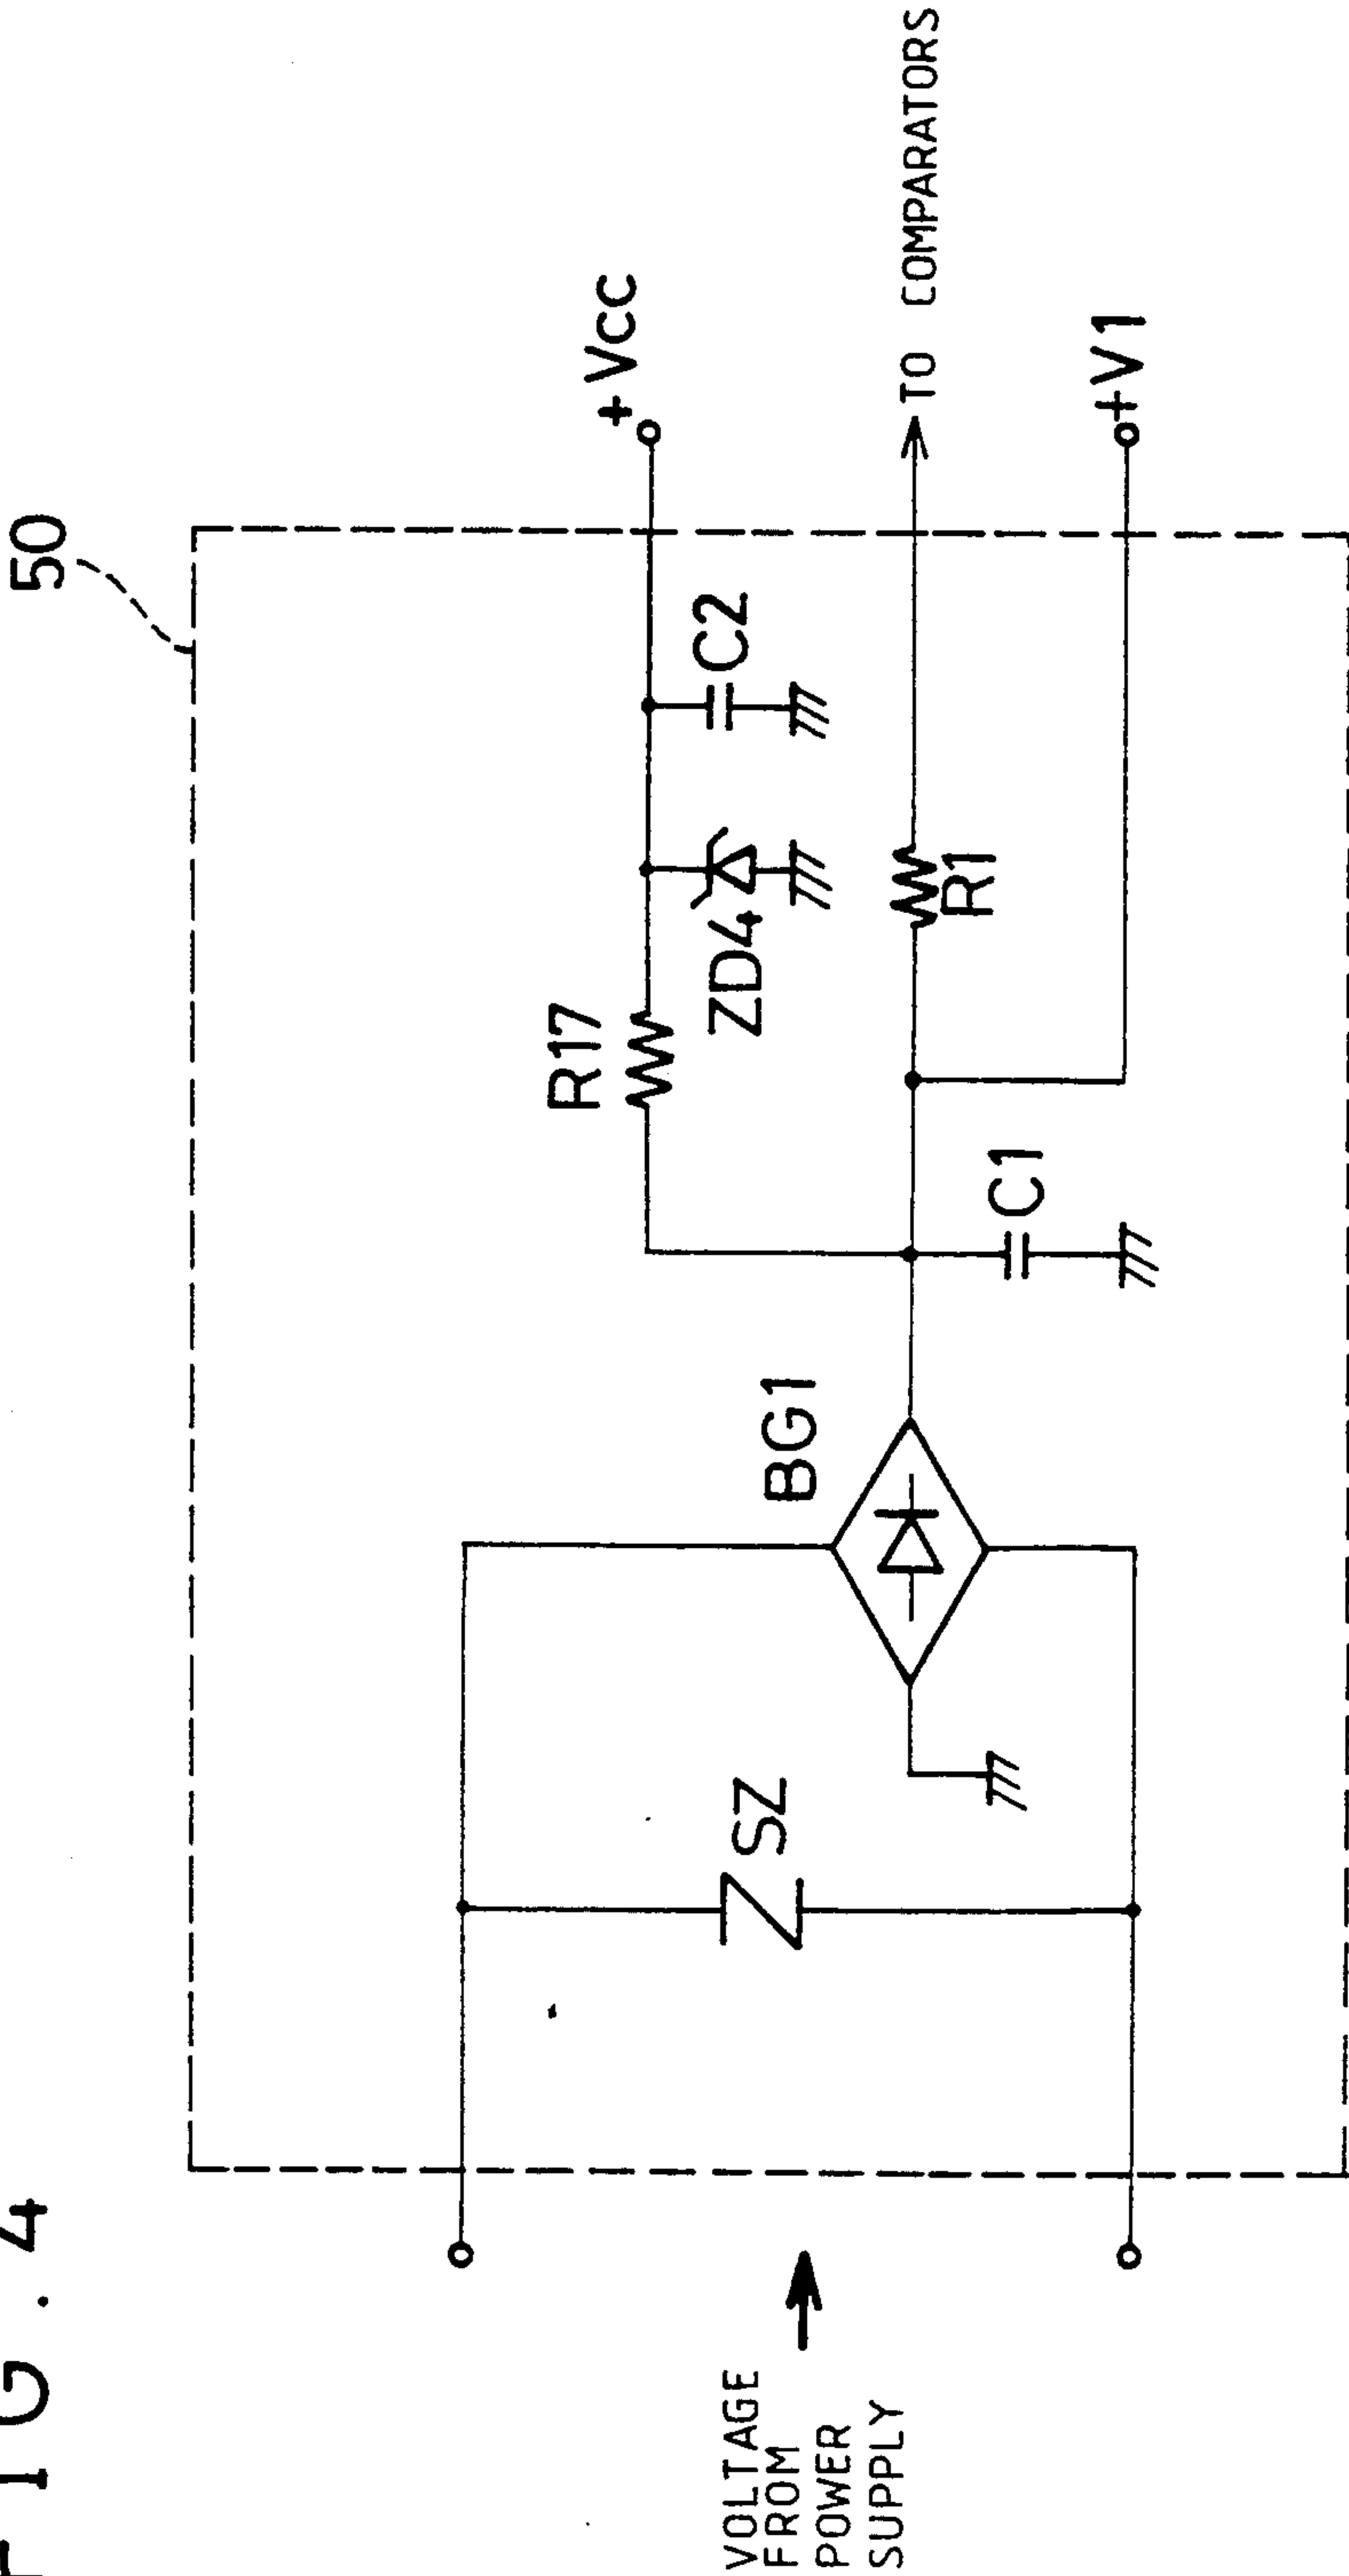 FIG. 4
50
+Vcc
C2
R17
ZD4
TO COMPARATORS
R1
+V1
C1
BG1
SZ
VOLTAGE
FROM
POWER
SUPPLY